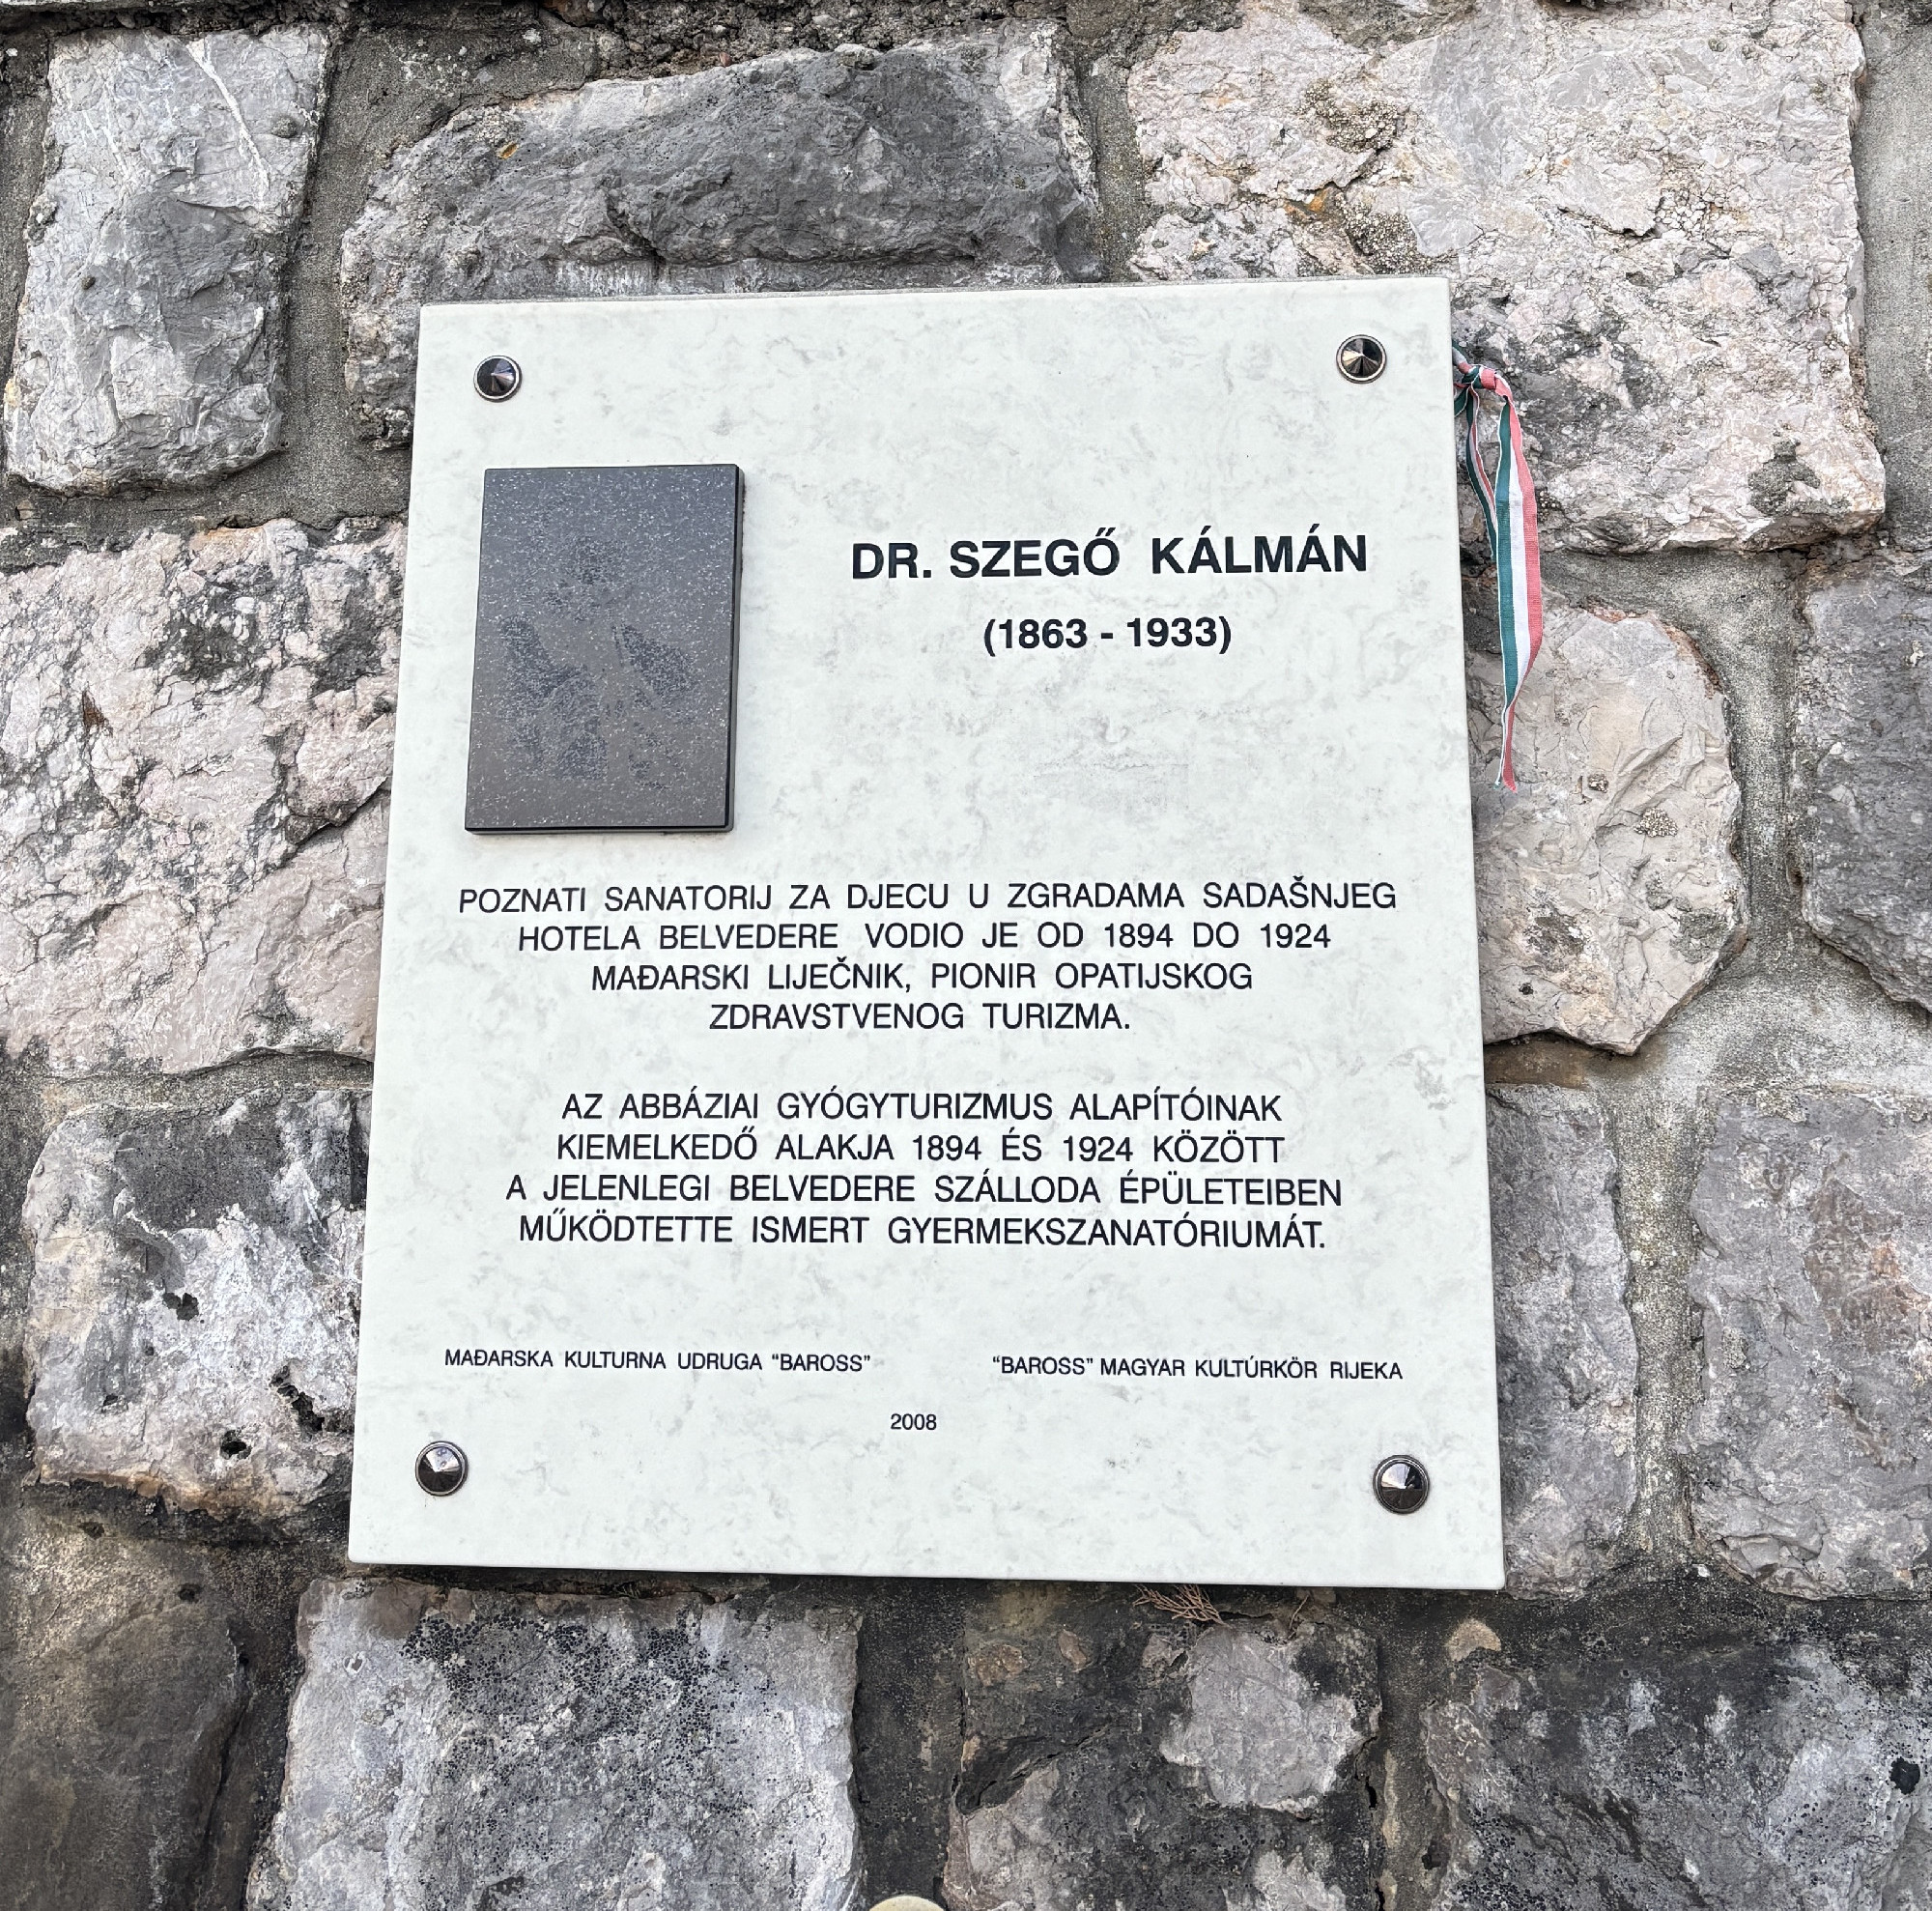 DR. SZEGŐ KÁLMÁN
(1863 - 1933)
POZNATI SANATORIJ ZA DJECU U ZGRADAMA SADAŠNJEG
HOTELA BELVEDERE VODIO JE OD 1894 DO 1924
MAĐARSKI LIJEČNIK, PIONIR OPATIJSKOG
ZDRAVSTVENOG TURIZMA.
AZ ABBÁZIAI GYÓGYTURIZMUS ALAPÍTÓINAK
KIEMELKEDŐ ALAKJA 1894 ÉS 1924 KÖZÖTT
A JELENLEGI BELVEDERE SZÁLLODA ÉPÜLETEIBEN
MŰKÖDTETTE ISMERT GYERMEKSZANATÓRIUMÁT.
MAĐARSKA KULTURNA UDRUGA “BAROSS”
“BAROSS” MAGYAR KULTÚRKÖR RIJEKA
2008